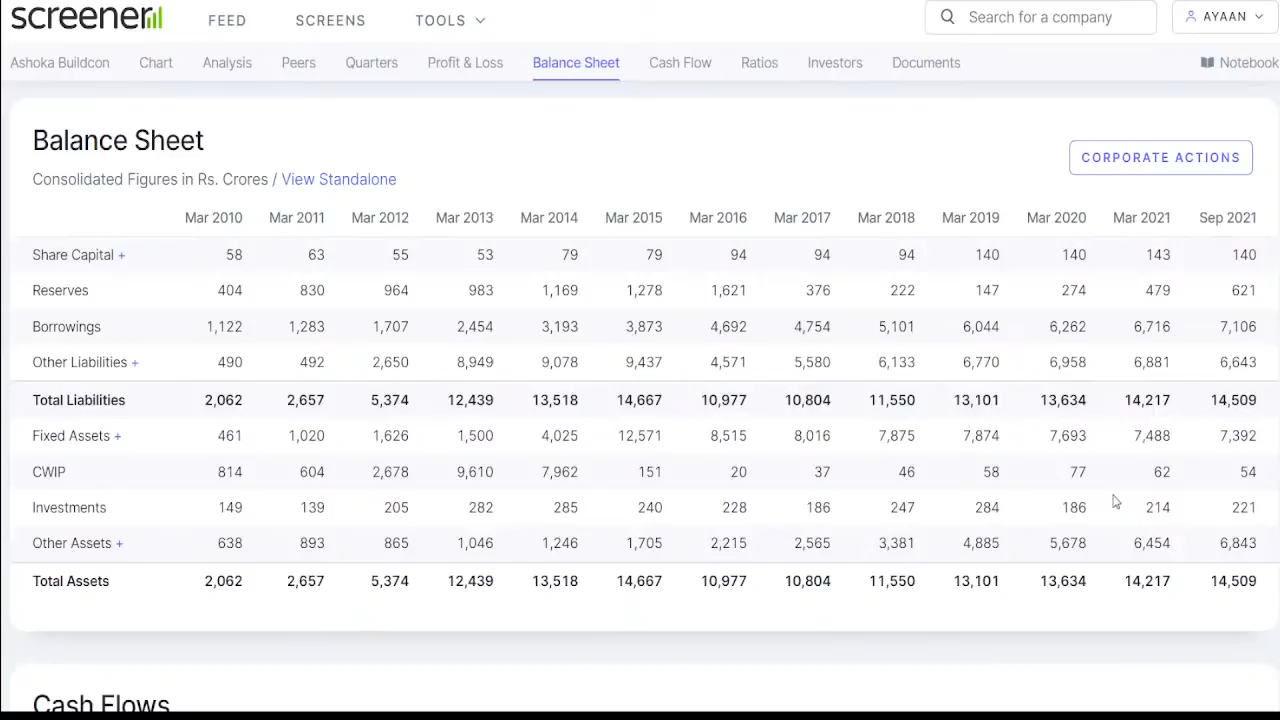 screener FEED SCREENS TOOLS Search for a company AYAAN
Ashoka Buildcon Chart Analysis Peers Quarters Profit & Loss Balance Sheet Cash Flow Ratios Investors Documents Notebook
Balance Sheet
CORPORATE ACTIONS
Consolidated Figures in Rs. Crores / View Standalone
Mar 2010 Mar 2011 Mar 2012 Mar 2013 Mar 2014 Mar 2015 Mar 2016 Mar 2017 Mar 2018 Mar 2019 Mar 2020 Mar 2021 Sep 2021
Share Capital + 58 63 55 53 79 79 94 94 94 140 140 143 140
Reserves 404 830 964 983 1,169 1,278 1,621 376 222 147 274 479 621
Borrowings 1,122 1,283 1,707 2,454 3,193 3,873 4,692 4,754 5,101 6,044 6,262 6,716 7,106
Other Liabilities + 490 492 2,650 8,949 9,078 9,437 4,571 5,580 6,133 6,770 6,958 6,881 6,643
Total Liabilities 2,062 2,657 5,374 12,439 13,518 14,667 10,977 10,804 11,550 13,101 13,634 14,217 14,509
Fixed Assets + 461 1,020 1,626 1,500 4,025 12,571 8,515 8,016 7,875 7,874 7,693 7,488 7,392
CWIP 814 604 2,678 9,610 7,962 151 20 37 46 58 77 62 54
Investments 149 139 205 282 285 240 228 186 247 284 186 214 221
Other Assets + 638 893 865 1,046 1,246 1,705 2,215 2,565 3,381 4,885 5,678 6,454 6,843
Total Assets 2,062 2,657 5,374 12,439 13,518 14,667 10,977 10,804 11,550 13,101 13,634 14,217 14,509
Cash Flows